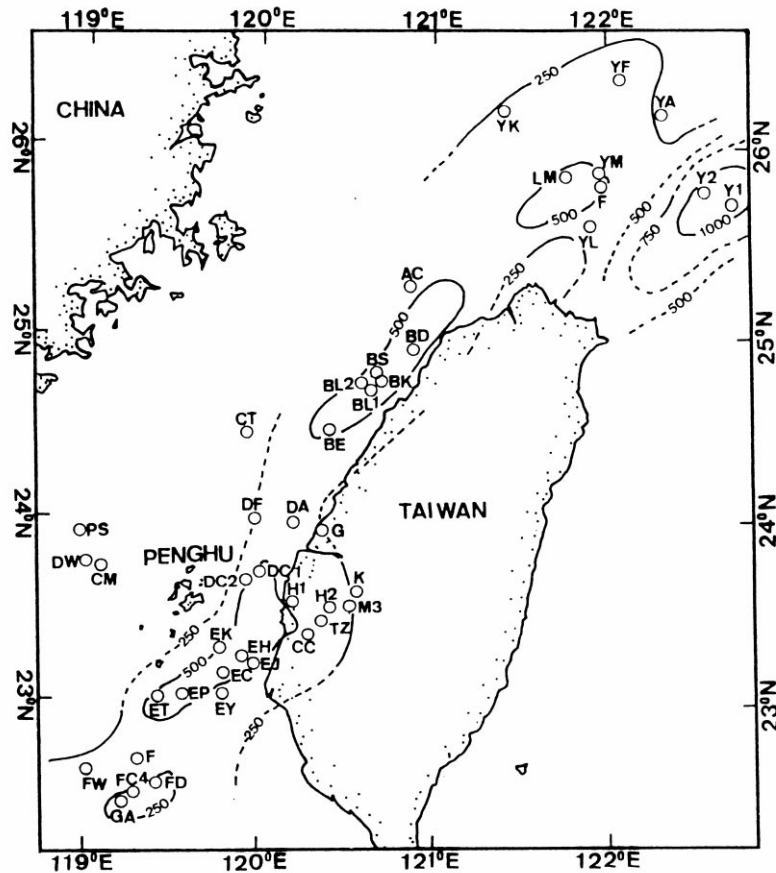 119°E 120°E 121°E 122°E
250 YF
CHINA YA
YK
26°N 26°N
LM YM
F Y2 Y1
500 500 750 1000
YL
AC 250
500 500
25°N BD 25°N
BS
BL2 BK
BL1
CT BE
24°N DF DA TAIWAN 24°N
PS G
DW PENGHU
CM DC2 DC1
H1 H2 K
M3
250 EK TZ
CC
500 EH
EJ
EC
23°N ET EP 23°N
EY
250
F
FW FC4 FD
GA 250
119°E 120°E 121°E 122°E